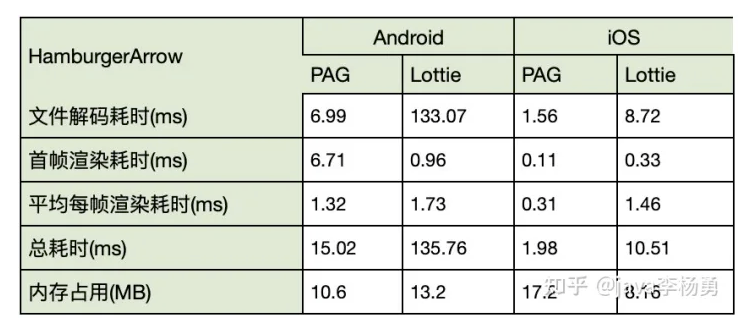 HamburgerArrow Android iOS
PAG Lottie PAG Lottie
文件解码耗时(ms) 6.99 133.07 1.56 8.72
首帧渲染耗时(ms) 6.71 0.96 0.11 0.33
平均每帧渲染耗时(ms) 1.32 1.73 0.31 1.46
总耗时(ms) 15.02 135.76 1.98 10.51
内存占用(MB) 10.6 13.2 17.2 8.16
知乎 @java李杨勇